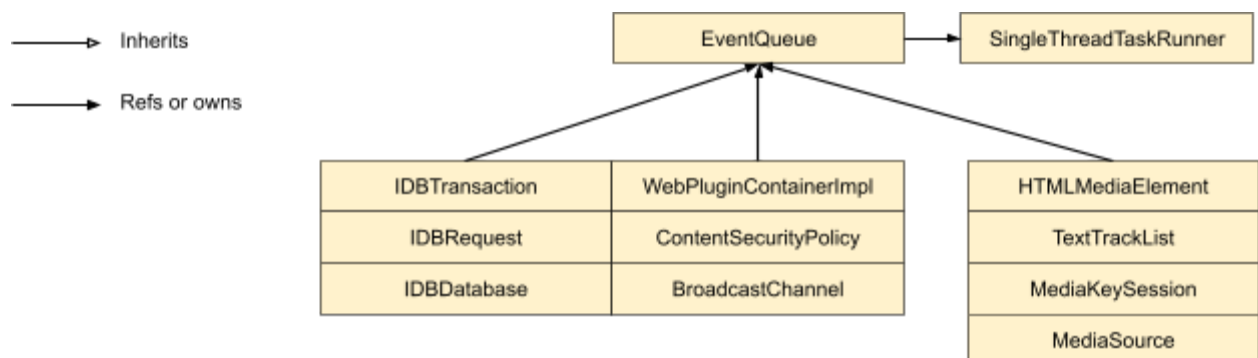 Inherits
Refs or owns
EventQueue
SingleThreadTaskRunner
IDBTransaction
IDBRequest
IDBDatabase
WebPluginContainerImpl
ContentSecurityPolicy
BroadcastChannel
HTMLMediaElement
TextTrackList
MediaKeySession
MediaSource